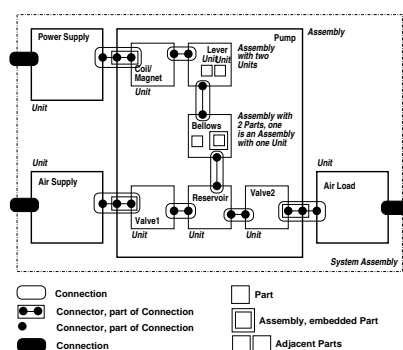 Power Supply
Unit
Coil/
Magnet
Unit
Lever
Unit Unit
Pump
Assembly
with two
Units
Assembly
Bellows
Assembly with
2 Parts, one
is an Assembly
with one Unit
Unit
Air Supply
Valve1
Unit
Reservoir
Unit
Valve2
Unit
Unit
Air Load
System Assembly
Connection
Connector, part of Connection
Connector, part of Connection
Connection
Part
Assembly, embedded Part
Adjacent Parts